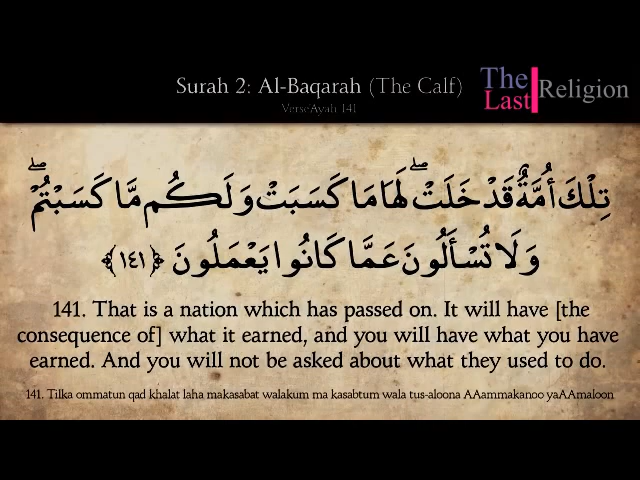 Surah 2: Al-Baqarah (The Calf)
VerseAyah 141
The
Last
Religion
تِلْكَ أُمَّةٌ قَدْ خَلَتْ ۖ لَهَا مَا كَسَبَتْ وَلَكُم مَّا كَسَبْتُمْ ۖ
وَلَا تُسْأَلُونَ عَمَّا كَانُوا يَعْمَلُونَ ﴿١٤١﴾
141. That is a nation which has passed on. It will have [the
consequence of] what it earned, and you will have what you have
earned. And you will not be asked about what they used to do.
141. Tilka ommatun qad khalat laha makasabat walakum ma kasabtum wala tus-aloona AAammakanoo yaAAmaloon